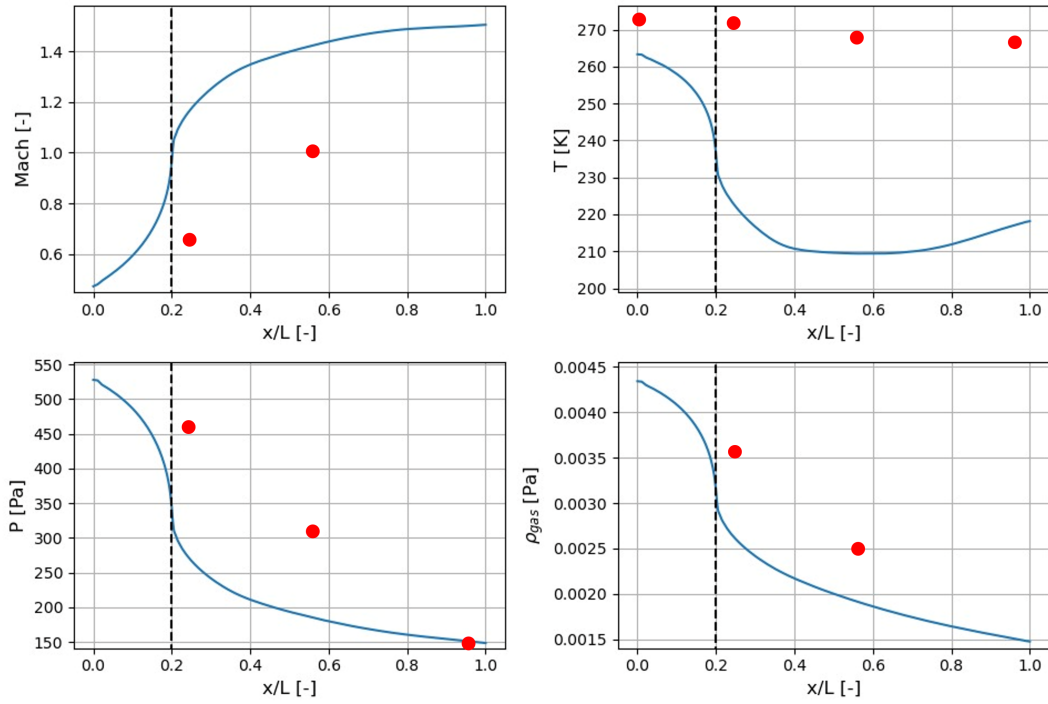 Mach [-]
1.4
1.2
1.0
0.8
0.6
0.0 0.2 0.4 0.6 0.8 1.0
x/L [-]
T [K]
270
260
250
240
230
220
210
200
0.0 0.2 0.4 0.6 0.8 1.0
x/L [-]
P [Pa]
550
500
450
400
350
300
250
200
150
0.0 0.2 0.4 0.6 0.8 1.0
x/L [-]
ρgas [Pa]
0.0045
0.0040
0.0035
0.0030
0.0025
0.0020
0.0015
0.0 0.2 0.4 0.6 0.8 1.0
x/L [-]